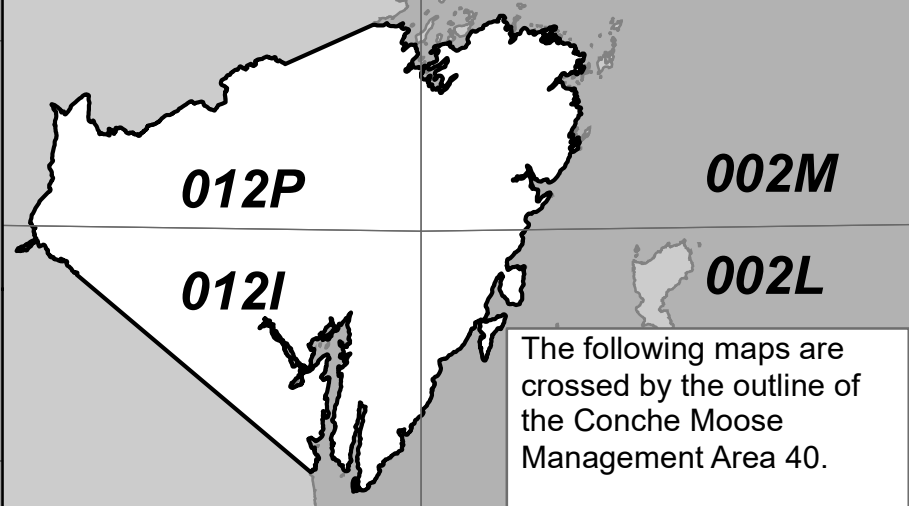 012P
002M
012I
002L
The following maps are
crossed by the outline of
the Conche Moose
Management Area 40.